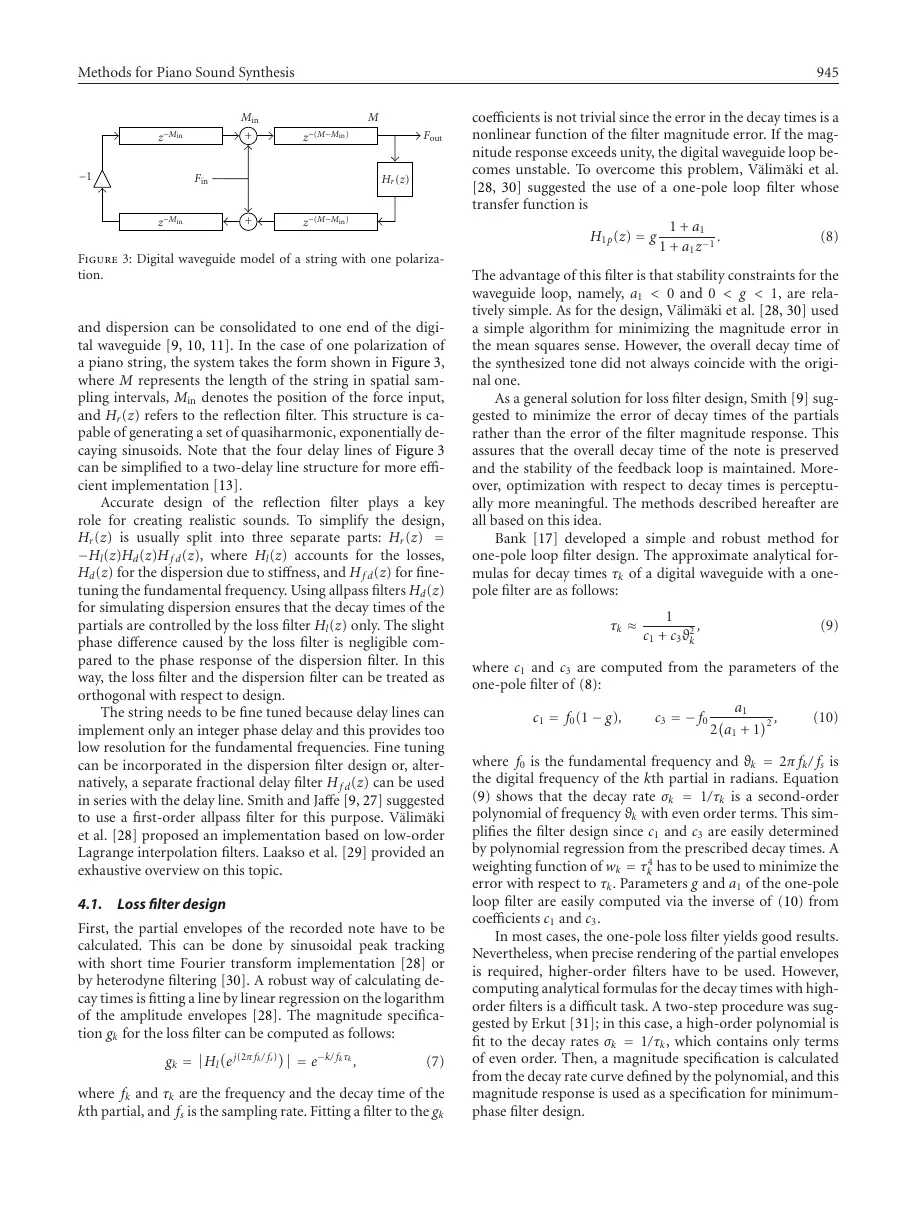 Methods for Piano Sound Synthesis 945
M_in M
z^{−M_in} + z^{−(M−M_in)} F_out
−1 F_in H_r(z)
z^{−M_in} + z^{−(M−M_in)}
Figure 3: Digital waveguide model of a string with one polariza-
tion.
and dispersion can be consolidated to one end of the digi-
tal waveguide [9, 10, 11]. In the case of one polarization of
a piano string, the system takes the form shown in Figure 3,
where M represents the length of the string in spatial sam-
pling intervals, M_in denotes the position of the force input,
and H_r(z) refers to the reflection filter. This structure is ca-
pable of generating a set of quasiharmonic, exponentially de-
caying sinusoids. Note that the four delay lines of Figure 3
can be simplified to a two-delay line structure for more effi-
cient implementation [13].
Accurate design of the reflection filter plays a key
role for creating realistic sounds. To simplify the design,
H_r(z) is usually split into three separate parts: H_r(z) =
−H_l(z)H_d(z)H_{fd}(z), where H_l(z) accounts for the losses,
H_d(z) for the dispersion due to stiffness, and H_{fd}(z) for fine-
tuning the fundamental frequency. Using allpass filters H_d(z)
for simulating dispersion ensures that the decay times of the
partials are controlled by the loss filter H_l(z) only. The slight
phase difference caused by the loss filter is negligible com-
pared to the phase response of the dispersion filter. In this
way, the loss filter and the dispersion filter can be treated as
orthogonal with respect to design.
The string needs to be fine tuned because delay lines can
implement only an integer phase delay and this provides too
low resolution for the fundamental frequencies. Fine tuning
can be incorporated in the dispersion filter design or, alter-
natively, a separate fractional delay filter H_{fd}(z) can be used
in series with the delay line. Smith and Jaffe [9, 27] suggested
to use a first-order allpass filter for this purpose. Välimäki
et al. [28] proposed an implementation based on low-order
Lagrange interpolation filters. Laakso et al. [29] provided an
exhaustive overview on this topic.
4.1. Loss filter design
First, the partial envelopes of the recorded note have to be
calculated. This can be done by sinusoidal peak tracking
with short time Fourier transform implementation [28] or
by heterodyne filtering [30]. A robust way of calculating de-
cay times is fitting a line by linear regression on the logarithm
of the amplitude envelopes [28]. The magnitude specifica-
tion g_k for the loss filter can be computed as follows:
g_k = |H_l(e^{j(2πf_k/f_s)})| = e^{−k/f_kτ_k}, (7)
where f_k and τ_k are the frequency and the decay time of the
kth partial, and f_s is the sampling rate. Fitting a filter to the g_k
coefficients is not trivial since the error in the decay times is a
nonlinear function of the filter magnitude error. If the mag-
nitude response exceeds unity, the digital waveguide loop be-
comes unstable. To overcome this problem, Välimäki et al.
[28, 30] suggested the use of a one-pole loop filter whose
transfer function is
H_{1p}(z) = g (1 + a_1)/(1 + a_1z^{−1}). (8)
The advantage of this filter is that stability constraints for the
waveguide loop, namely, a_1 < 0 and 0 < g < 1, are rela-
tively simple. As for the design, Välimäki et al. [28, 30] used
a simple algorithm for minimizing the magnitude error in
the mean squares sense. However, the overall decay time of
the synthesized tone did not always coincide with the origi-
nal one.
As a general solution for loss filter design, Smith [9] sug-
gested to minimize the error of decay times of the partials
rather than the error of the filter magnitude response. This
assures that the overall decay time of the note is preserved
and the stability of the feedback loop is maintained. More-
over, optimization with respect to decay times is perceptu-
ally more meaningful. The methods described hereafter are
all based on this idea.
Bank [17] developed a simple and robust method for
one-pole loop filter design. The approximate analytical for-
mulas for decay times τ_k of a digital waveguide with a one-
pole filter are as follows:
τ_k ≈ 1/(c_1 + c_3ϑ_k^2), (9)
where c_1 and c_3 are computed from the parameters of the
one-pole filter of (8):
c_1 = f_0(1 − g), c_3 = −f_0 a_1/(2(a_1 + 1)^2), (10)
where f_0 is the fundamental frequency and ϑ_k = 2πf_k/f_s is
the digital frequency of the kth partial in radians. Equation
(9) shows that the decay rate σ_k = 1/τ_k is a second-order
polynomial of frequency ϑ_k with even order terms. This sim-
plifies the filter design since c_1 and c_3 are easily determined
by polynomial regression from the prescribed decay times. A
weighting function of w_k = τ_k^4 has to be used to minimize the
error with respect to τ_k. Parameters g and a_1 of the one-pole
loop filter are easily computed via the inverse of (10) from
coefficients c_1 and c_3.
In most cases, the one-pole loss filter yields good results.
Nevertheless, when precise rendering of the partial envelopes
is required, higher-order filters have to be used. However,
computing analytical formulas for the decay times with high-
order filters is a difficult task. A two-step procedure was sug-
gested by Erkut [31]; in this case, a high-order polynomial is
fit to the decay rates σ_k = 1/τ_k, which contains only terms
of even order. Then, a magnitude specification is calculated
from the decay rate curve defined by the polynomial, and this
magnitude response is used as a specification for minimum-
phase filter design.